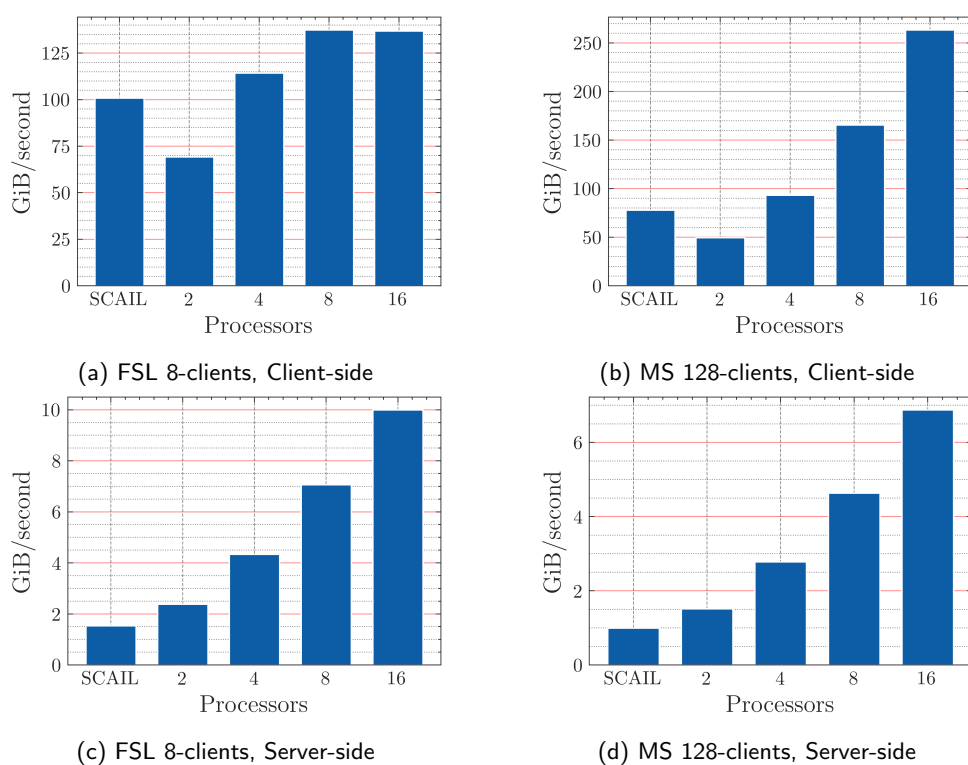 GiB/second
125
100
75
50
25
0
SCAIL 2 4 8 16
Processors
(a) FSL 8-clients, Client-side
GiB/second
250
200
150
100
50
0
SCAIL 2 4 8 16
Processors
(b) MS 128-clients, Client-side
GiB/second
10
8
6
4
2
0
SCAIL 2 4 8 16
Processors
(c) FSL 8-clients, Server-side
GiB/second
6
4
2
0
SCAIL 2 4 8 16
Processors
(d) MS 128-clients, Server-side